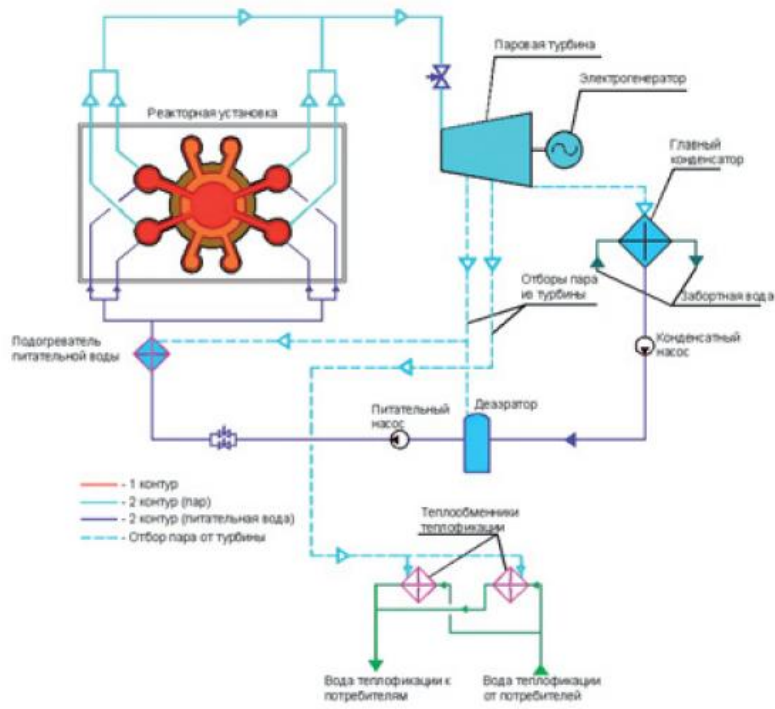 Паровая турбина
Электрогенератор
Реакторная установка
Главный
конденсатор
Отборы пара
из турбины
Забортная вода
Подогреватель
питательной воды
Конденсатный
насос
Питательный
насос
Деаэратор
- 1 контур
- 2 контур (пар)
- 2 контур (питательная вода)
- Отбор пара от турбины
Теплообменники
теплофикации
Вода теплофикации к
потребителям
Вода теплофикации
от потребителей